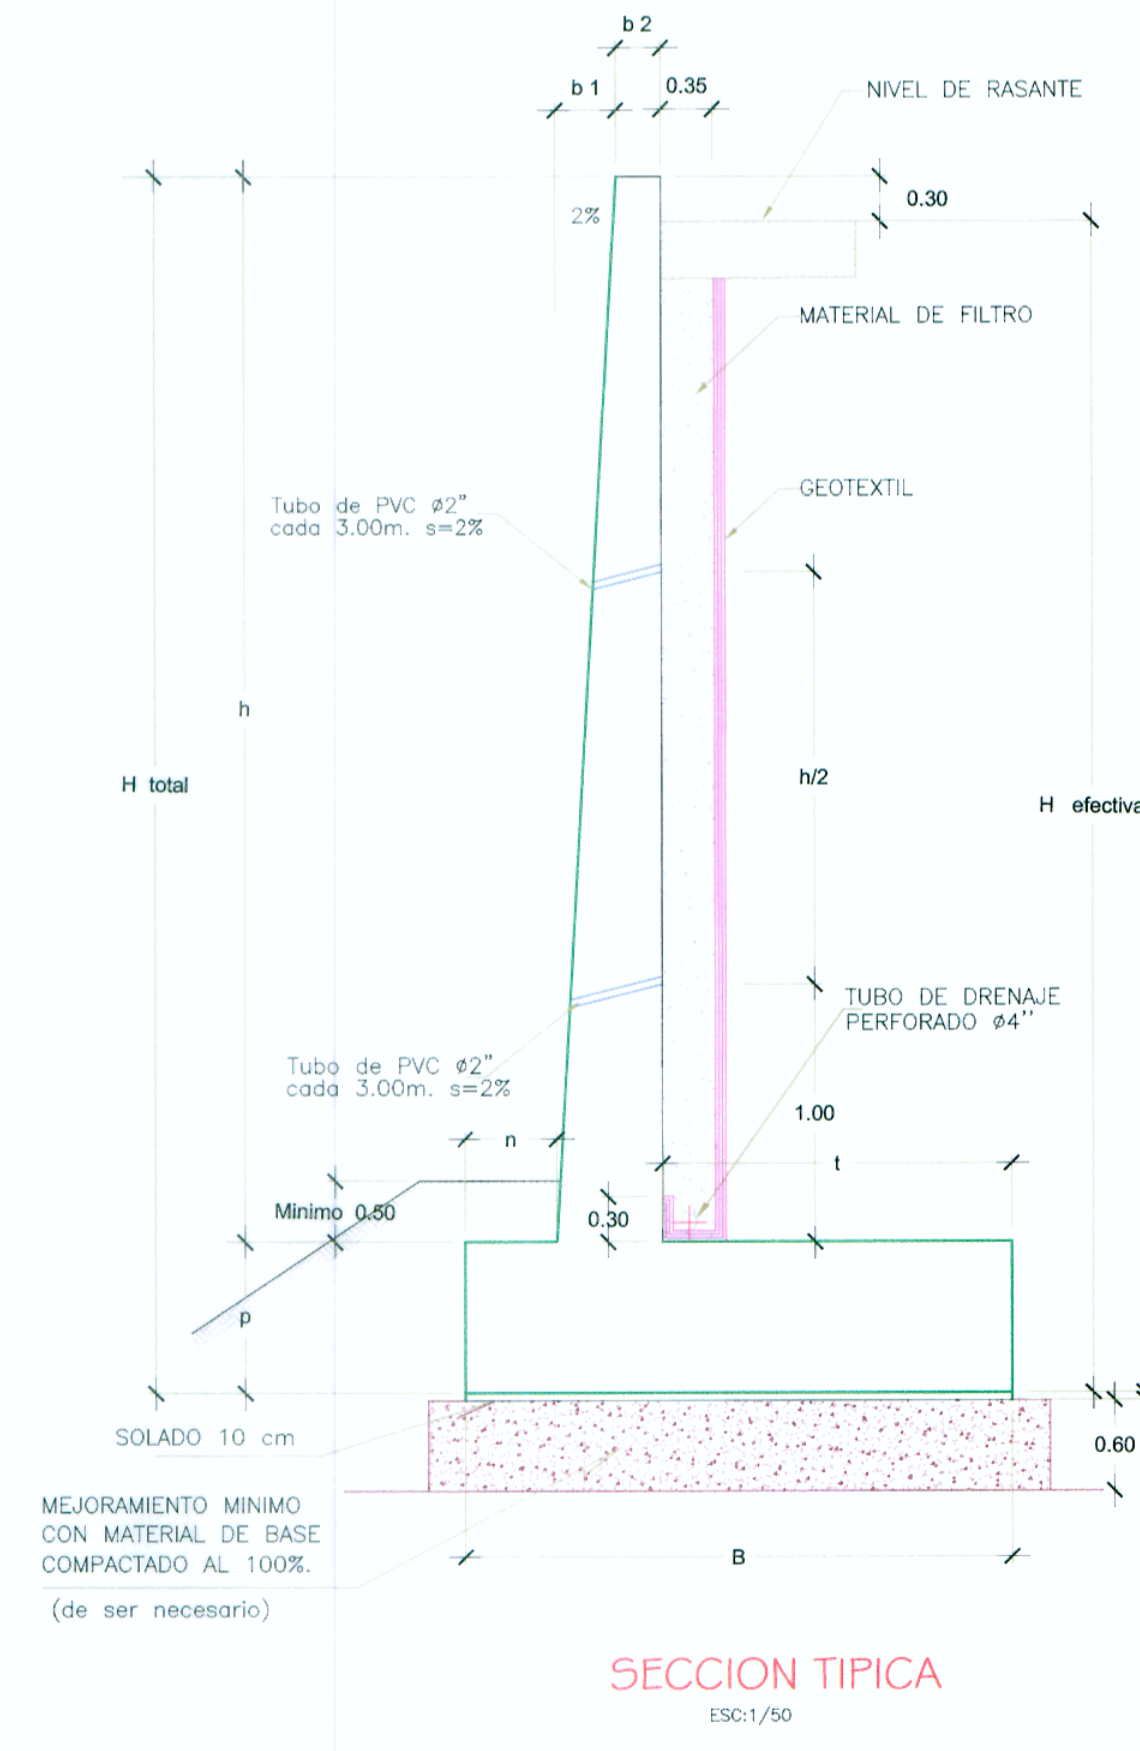 b 2
b 1
0.35
NIVEL DE RASANTE
0.30
2%
MATERIAL DE FILTRO
GEOTEXTIL
Tubo de PVC ø2”
cada 3.00m. s=2%
h
h/2
H total
H efectiva
TUBO DE DRENAJE
PERFORADO ø4''
Tubo de PVC ø2”
cada 3.00m. s=2%
1.00
n
t
Minimo 0.50
0.30
p
SOLADO 10 cm
0.60
MEJORAMIENTO MINIMO
CON MATERIAL DE BASE
COMPACTADO AL 100%.
(de ser necesario)
B
SECCION TIPICA
ESC:1/50